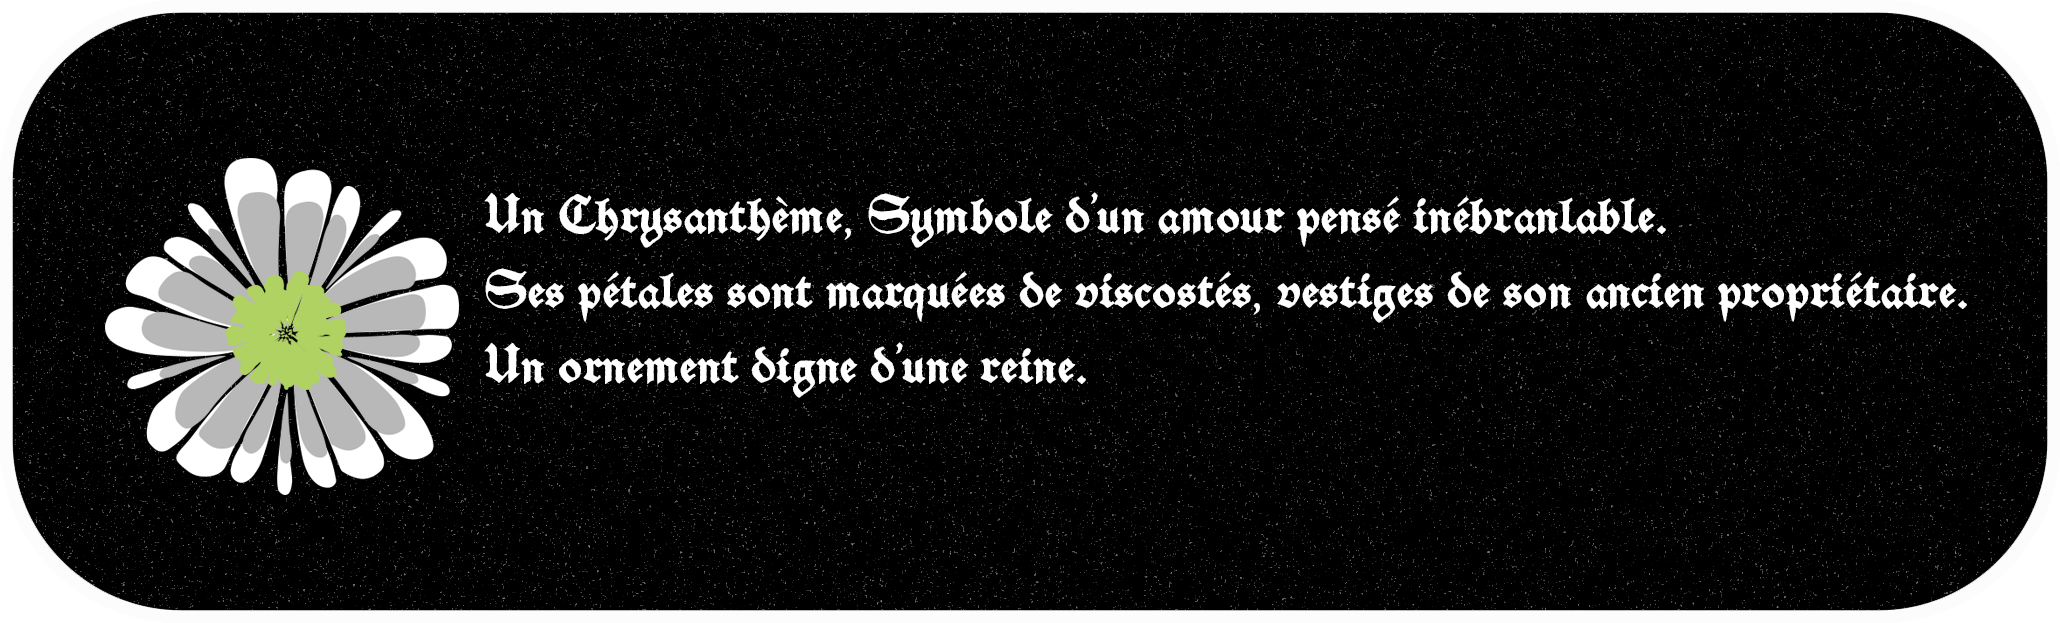 Un Chrysanthème, Symbole d'un amour pensé inébranlable.
Ses pétales sont marquées de viscostés, vestiges de son ancien propriétaire.
Un ornement digne d'une reine.